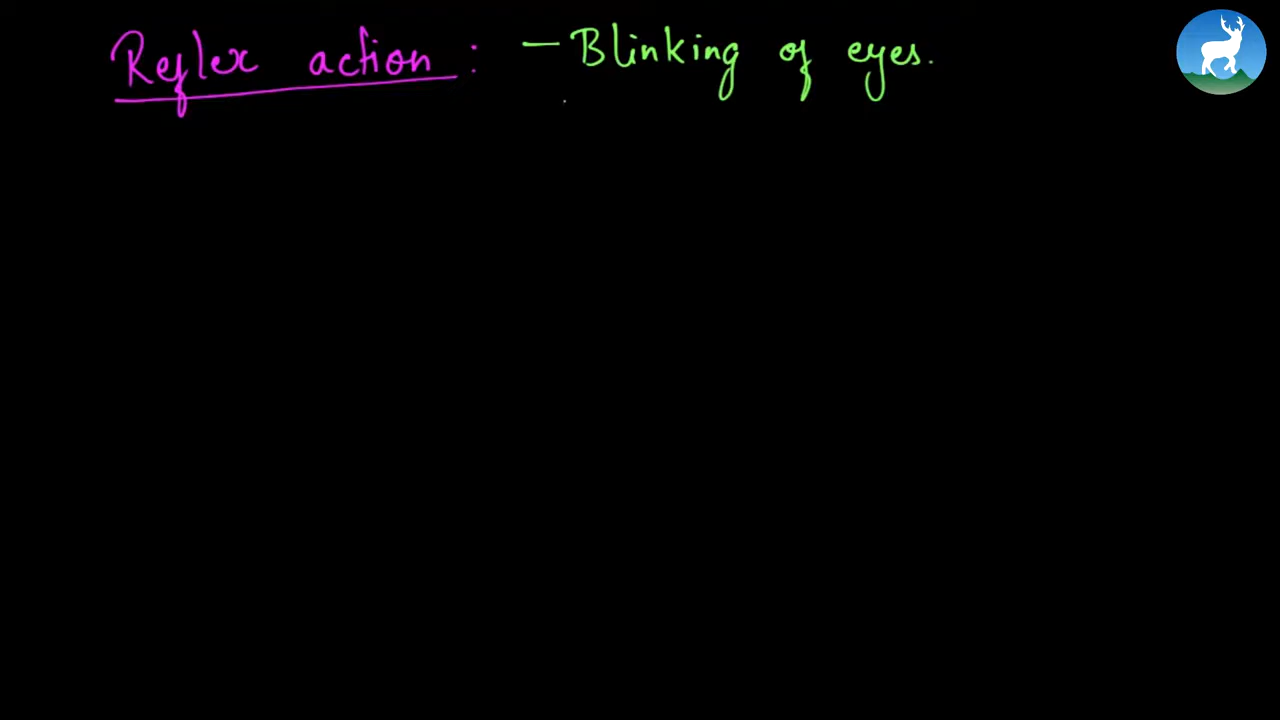 Reflex action : - Blinking of eyes.